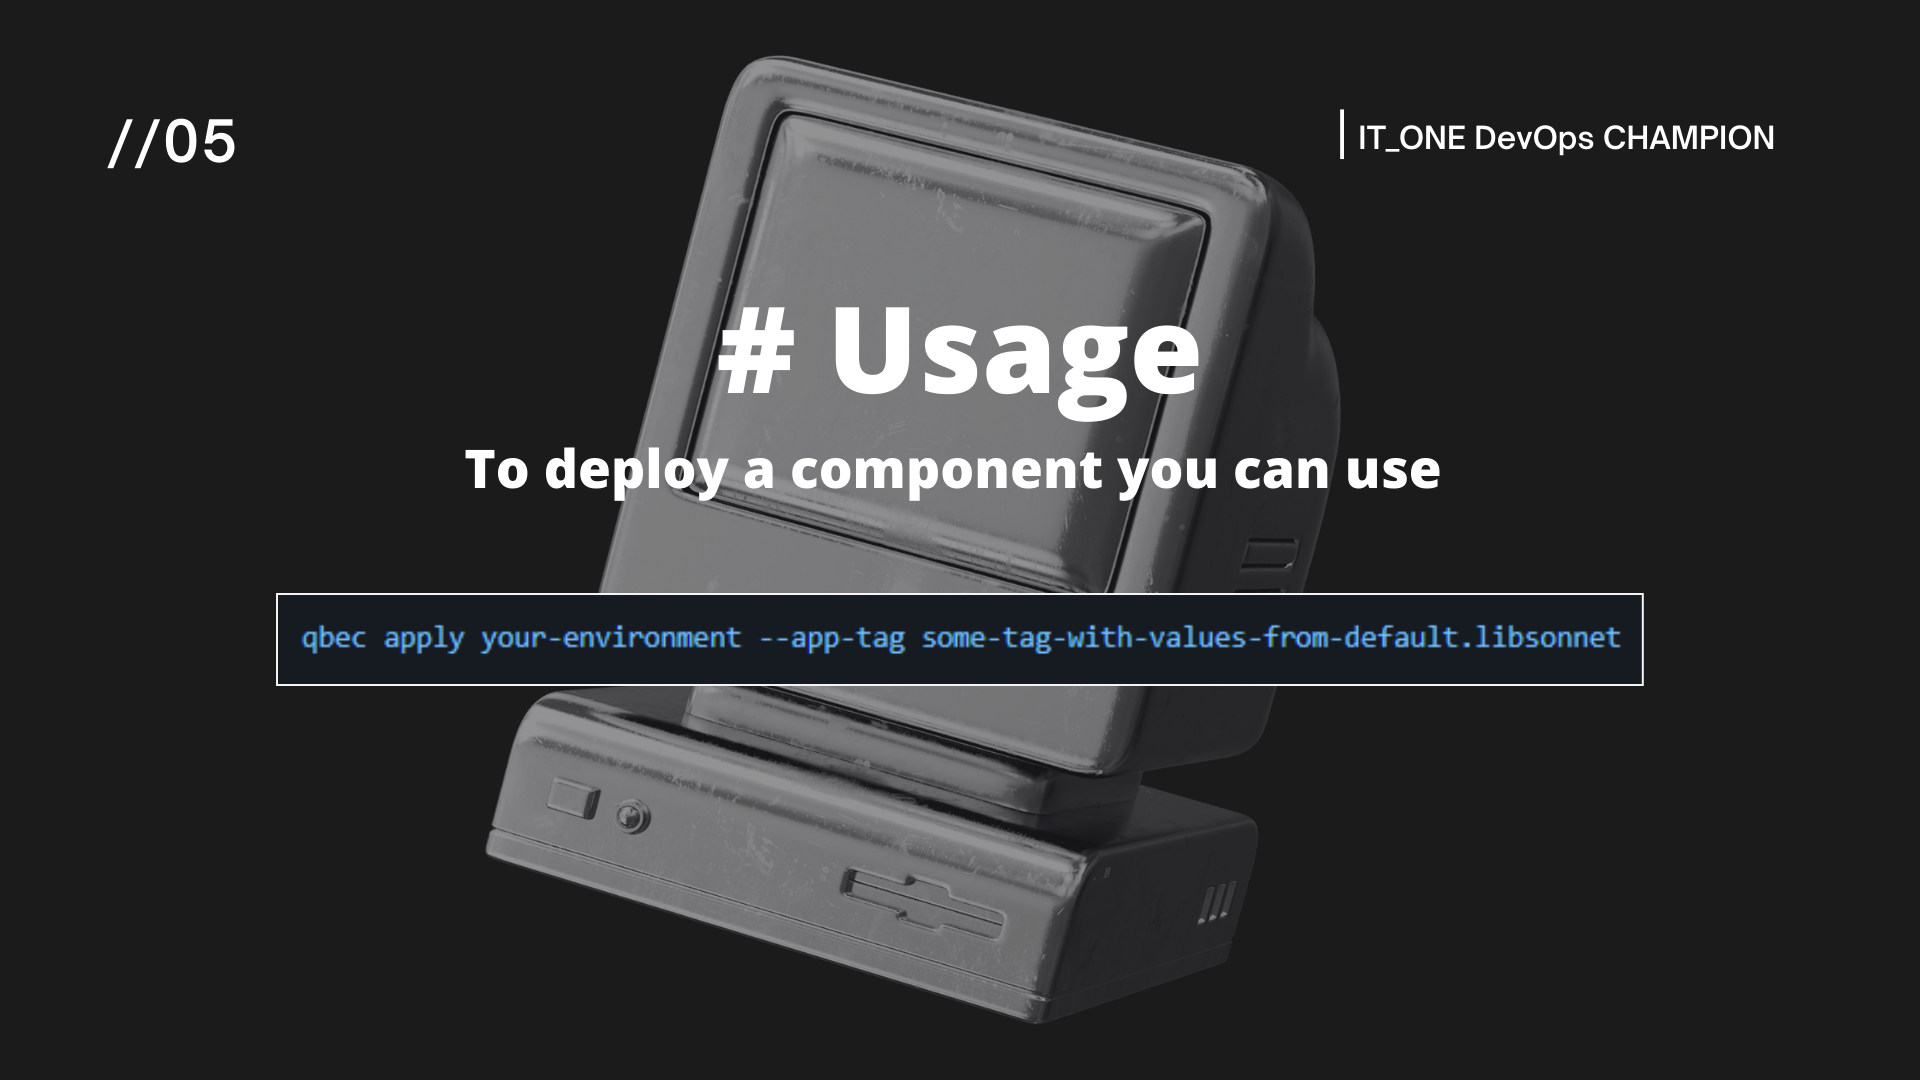 //05
IT_ONE DevOps CHAMPION
# Usage
To deploy a component you can use
qbec apply your-environment --app-tag some-tag-with-values-from-default.libsonnet